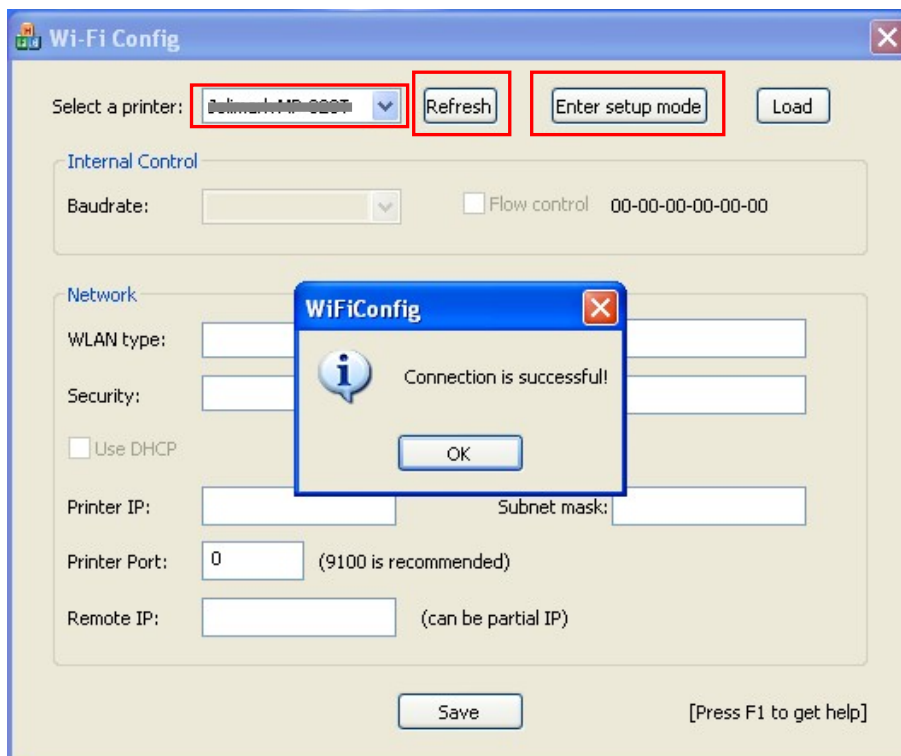 Wi-Fi Config
Select a printer: Refresh Enter setup mode Load
Internal Control
Baudrate: Flow control 00-00-00-00-00-00
Network
WiFiConfig
WLAN type:
Connection is successful!
Security:
Use DHCP
OK
Printer IP: Subnet mask:
Printer Port: 0 (9100 is recommended)
Remote IP: (can be partial IP)
Save [Press F1 to get help]